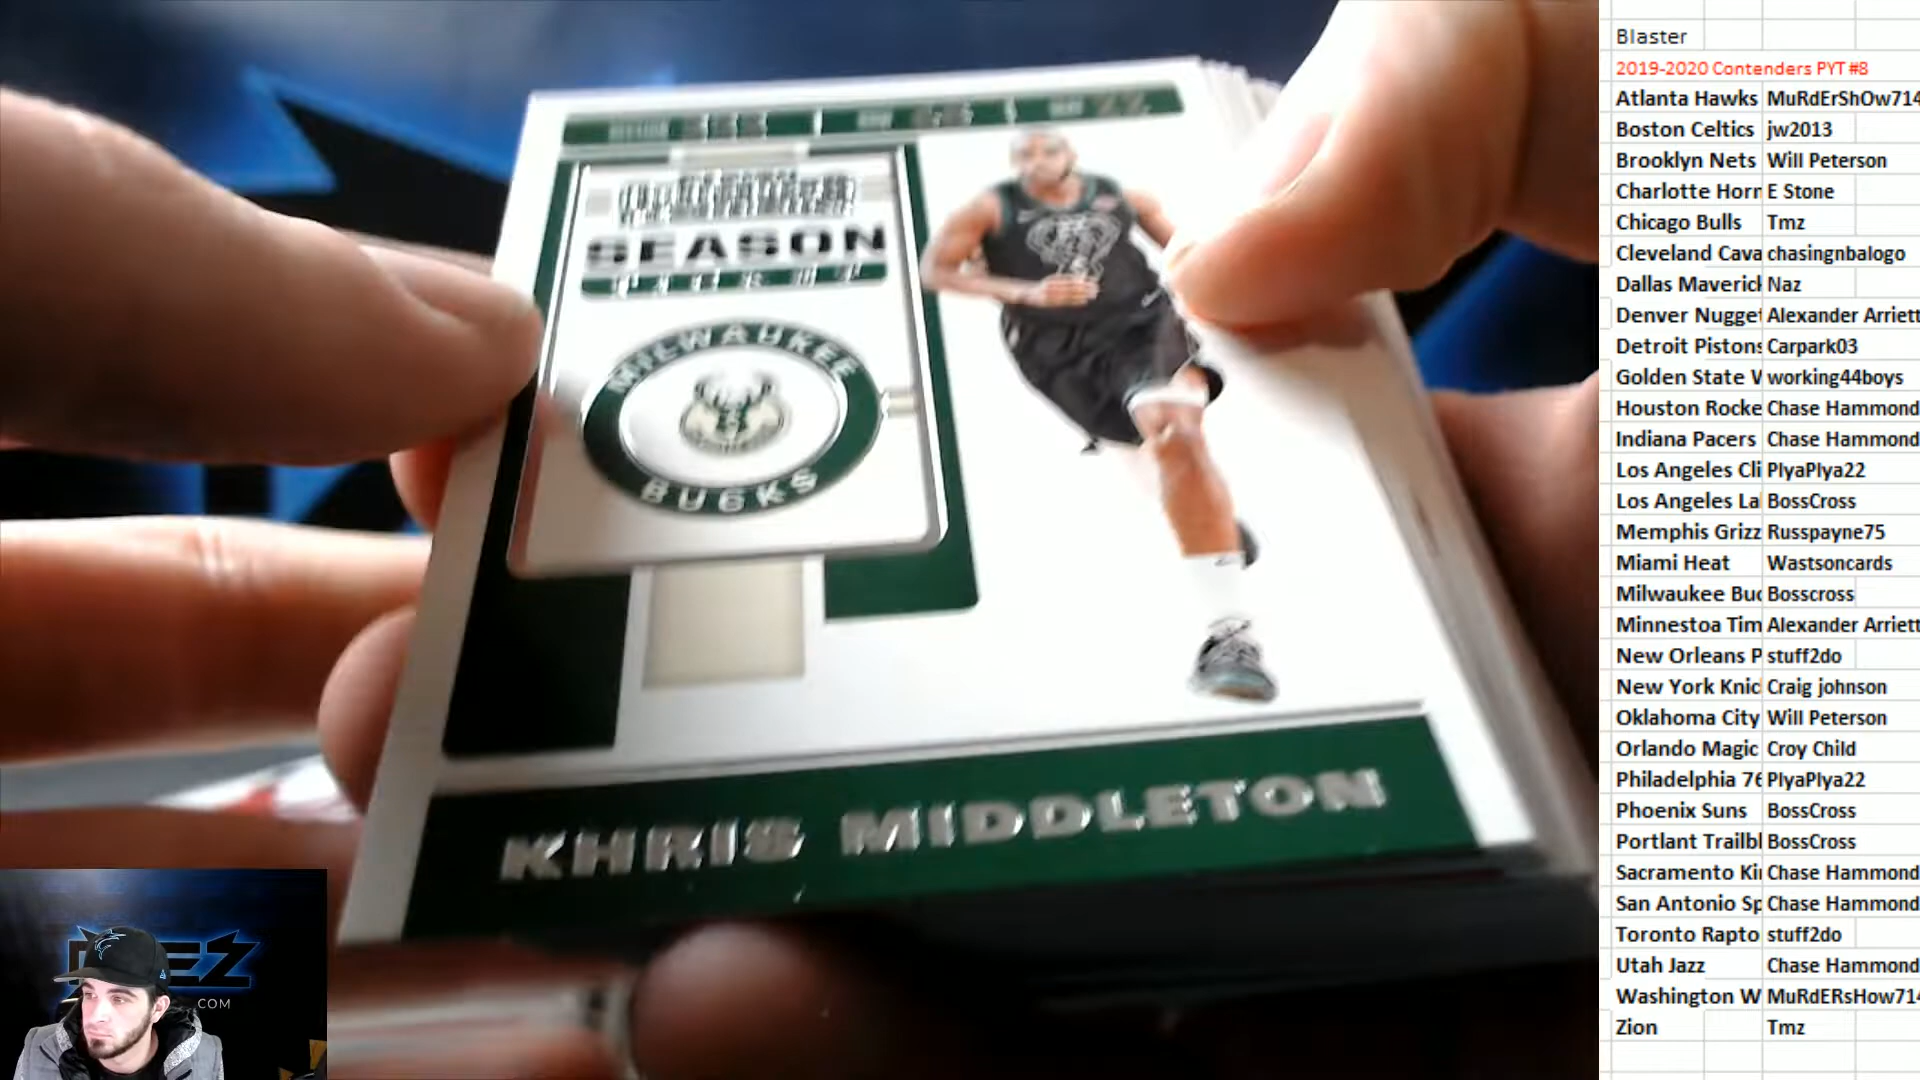 SEASON
MILWAUKEE
BUCKS
KHRIS MIDDLETON
.COM
Blaster
2019-2020 Contenders PYT #8
Atlanta Hawks MuRdErShOw714
Boston Celtics jw2013
Brooklyn Nets Will Peterson
Charlotte Horn E Stone
Chicago Bulls Tmz
Cleveland Cava chasingnbalogo
Dallas Maverick Naz
Denver Nugget Alexander Arriett
Detroit Pistons Carpark03
Golden State W working44boys
Houston Rocke Chase Hammond
Indiana Pacers Chase Hammond
Los Angeles Cli PlyaPlya22
Los Angeles La BossCross
Memphis Grizz Russpayne75
Miami Heat Wastsoncards
Milwaukee Buc Bosscross
Minnestoa Tim Alexander Arriett
New Orleans P stuff2do
New York Knic Craig johnson
Oklahoma City Will Peterson
Orlando Magic Croy Child
Philadelphia 76 PlyaPlya22
Phoenix Suns BossCross
Portlant Trailbl BossCross
Sacramento Ki Chase Hammond
San Antonio Sp Chase Hammond
Toronto Rapto stuff2do
Utah Jazz Chase Hammond
Washington W MuRdERsHow714
Zion Tmz